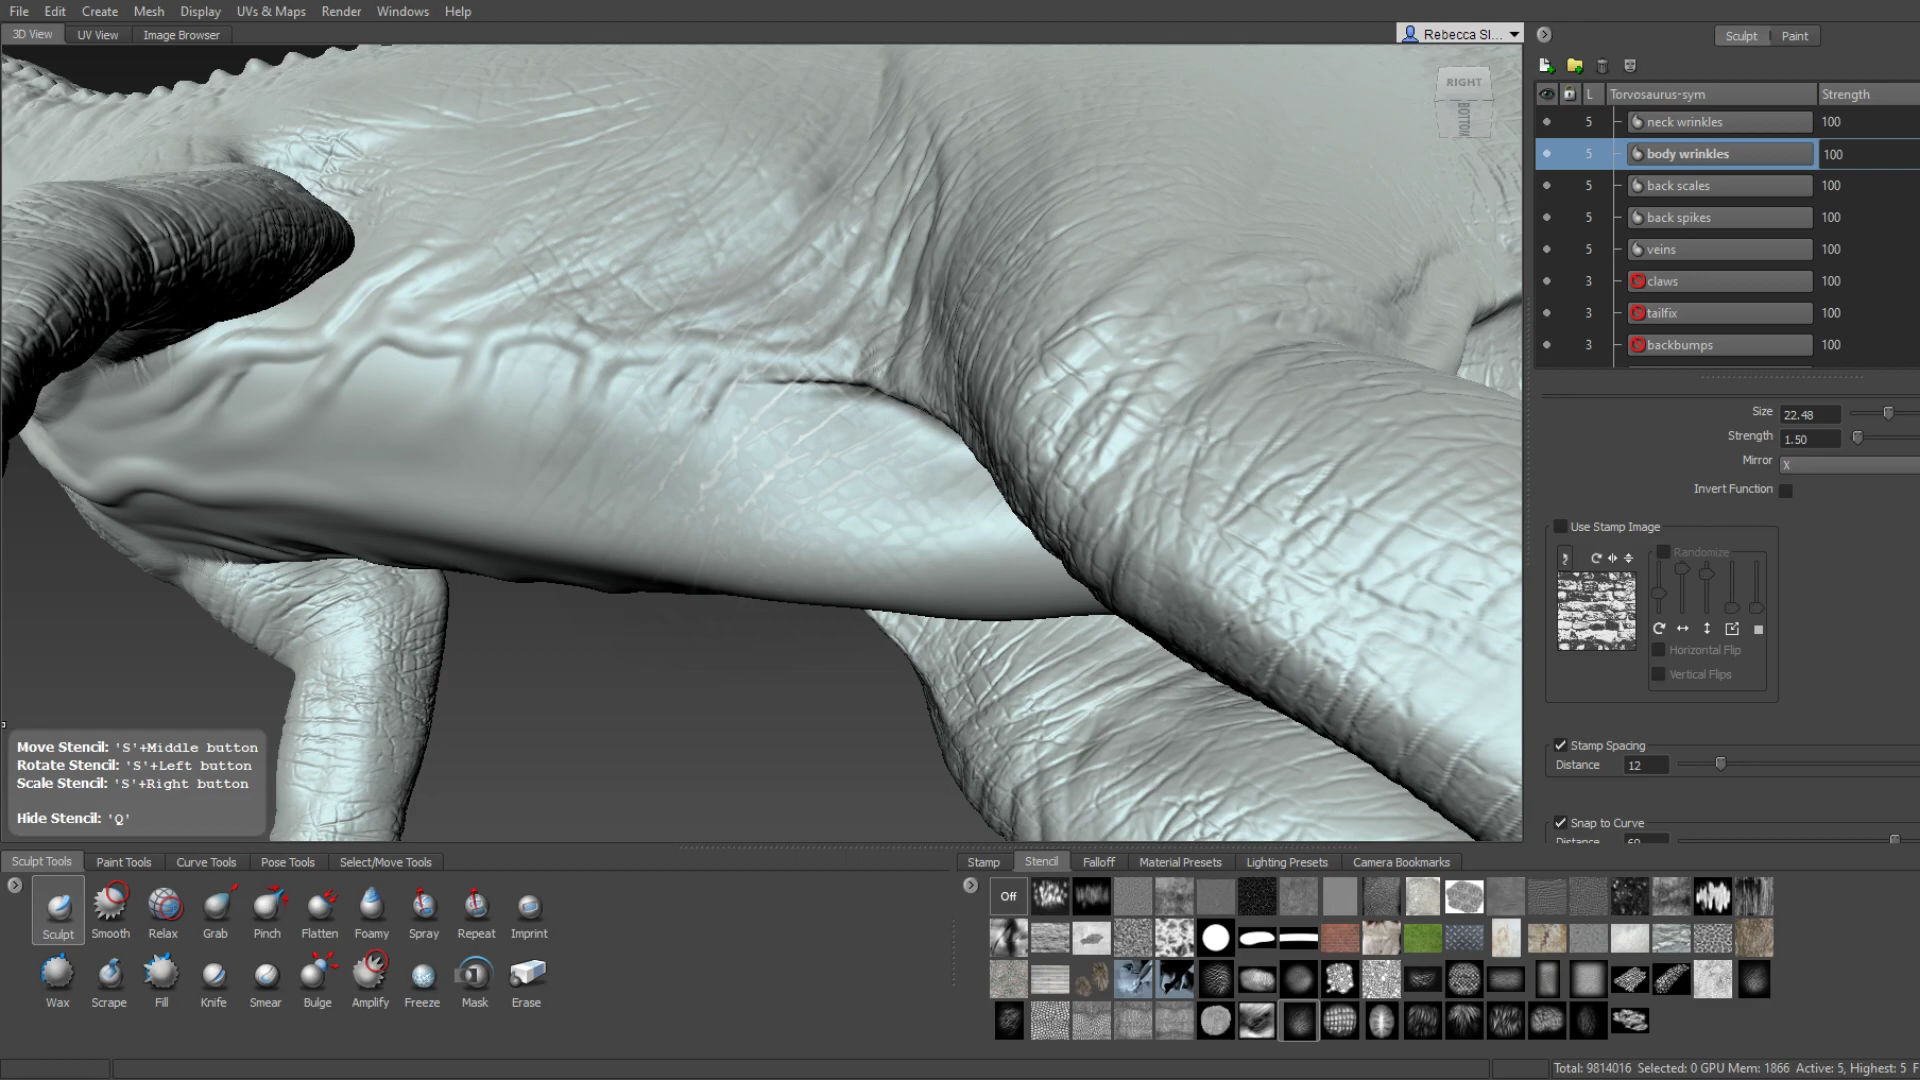 File Edit Create Mesh Display Sculpt Layers UVs & Maps Render Windows Help
3D View UV View Image Browser
Rebecca Sl...
Sculpt Paint
RIGHT
BOTTOM
L Torvosaurus-sym Strength
5 neck wrinkles 100
5 body wrinkles 100
5 back scales 100
5 back spikes 100
5 veins 100
3 claws 100
3 tailfix 100
3 backbumps 100
Size 22.48
Strength 1.50
Mirror X
Invert Function
Use Stamp Image
Randomize
Horizontal Flip
Vertical Flips
Stamp Spacing
Distance 12
Snap to Curve
Distance 60
Move Stencil: 'S'+Middle button
Rotate Stencil: 'S'+Left button
Scale Stencil: 'S'+Right button
Hide Stencil: 'Q'
Sculpt Tools Paint Tools Curve Tools Pose Tools Select/Move Tools
Sculpt Smooth Relax Grab Pinch Flatten Foamy Spray Repeat Imprint
Wax Scrape Fill Knife Smear Bulge Amplify Freeze Mask Erase
Stamp Stencil Falloff Material Presets Lighting Presets Camera Bookmarks
Off
Total: 9814016 Selected: 0 GPU Mem: 1866 Active: 5, Highest: 5 F